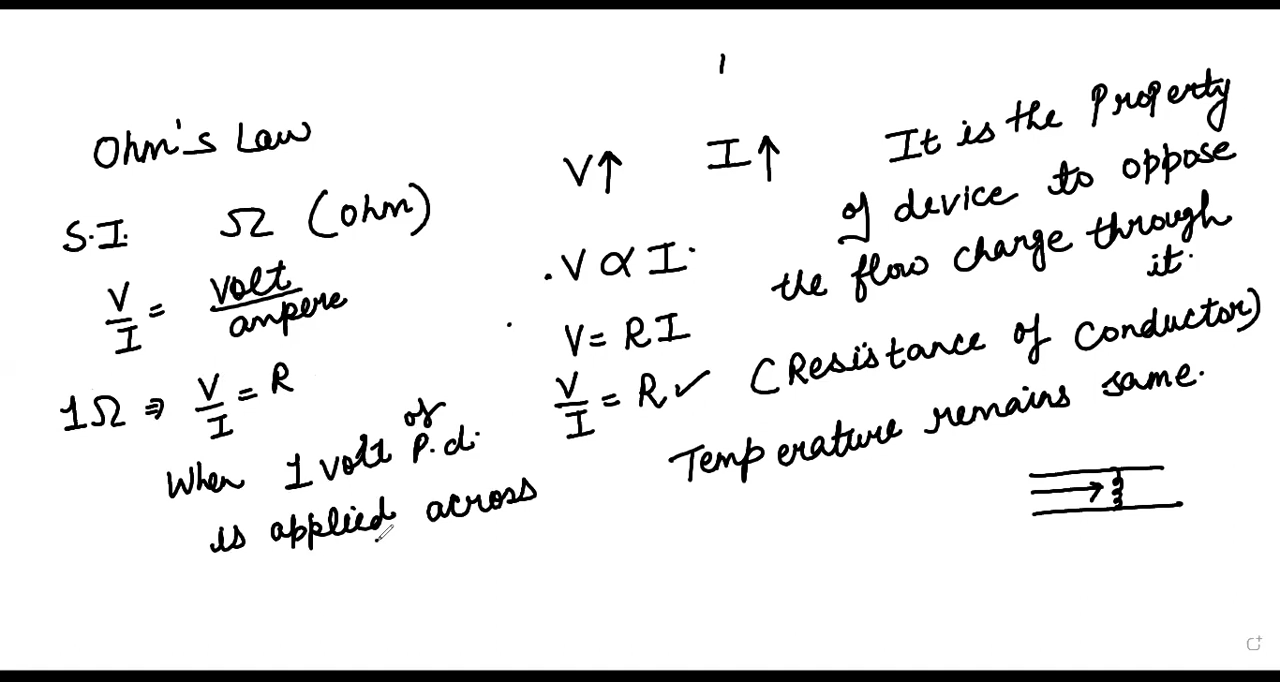 Ohm's Law
S.I. Ω (ohm)
V/I = volt/ampere
1Ω ⇒ V/I = R
When 1 volt of P.d.
is applied across
V↑ I↑
V ∝ I.
V = RI
V/I = R ✓ (Resistance of Conductor)
Temperature remains same.
It is the Property
of device to oppose
the flow charge through
it.